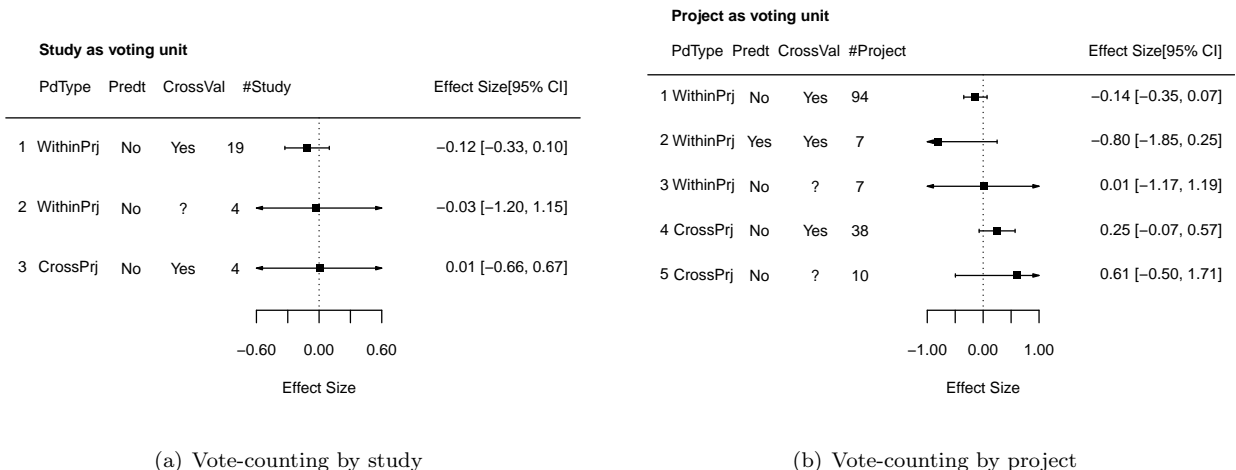 Study as voting unit
PdType Predt CrossVal #Study Effect Size[95% CI]
1 WithinPrj No Yes 19 −0.12 [−0.33, 0.10]
2 WithinPrj No ? 4 −0.03 [−1.20, 1.15]
3 CrossPrj No Yes 4 0.01 [−0.66, 0.67]
−0.60 0.00 0.60
Effect Size
(a) Vote-counting by study
Project as voting unit
PdType Predt CrossVal #Project Effect Size[95% CI]
1 WithinPrj No Yes 94 −0.14 [−0.35, 0.07]
2 WithinPrj Yes Yes 7 −0.80 [−1.85, 0.25]
3 WithinPrj No ? 7 0.01 [−1.17, 1.19]
4 CrossPrj No Yes 38 0.25 [−0.07, 0.57]
5 CrossPrj No ? 10 0.61 [−0.50, 1.71]
−1.00 0.00 1.00
Effect Size
(b) Vote-counting by project